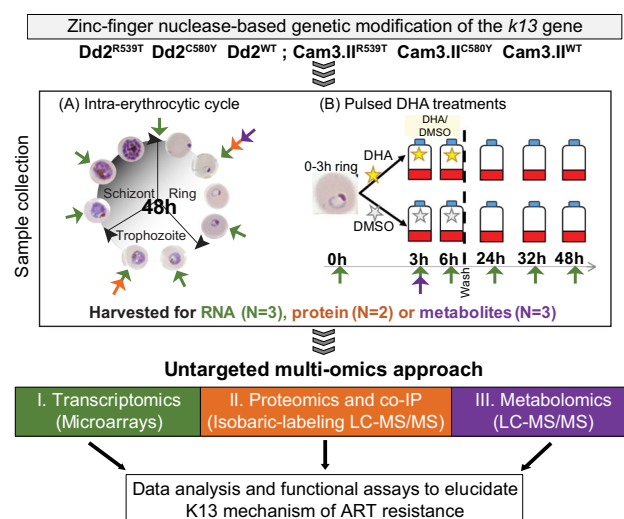 Zinc-finger nuclease-based genetic modification of the k13 gene
Dd2R539T Dd2C580Y Dd2WT ; Cam3.IIR539T Cam3.IIC580Y Cam3.IIWT
Sample collection
(A) Intra-erythrocytic cycle
Schizont
Ring
48h
Trophozoite
(B) Pulsed DHA treatments
DHA/
DMSO
0-3h ring
DHA
DMSO
0h 3h 6h 24h 32h 48h
Wash
Harvested for RNA (N=3), protein (N=2) or metabolites (N=3)
Untargeted multi-omics approach
I. Transcriptomics
(Microarrays)
II. Proteomics and co-IP
(Isobaric-labeling LC-MS/MS)
III. Metabolomics
(LC-MS/MS)
Data analysis and functional assays to elucidate
K13 mechanism of ART resistance